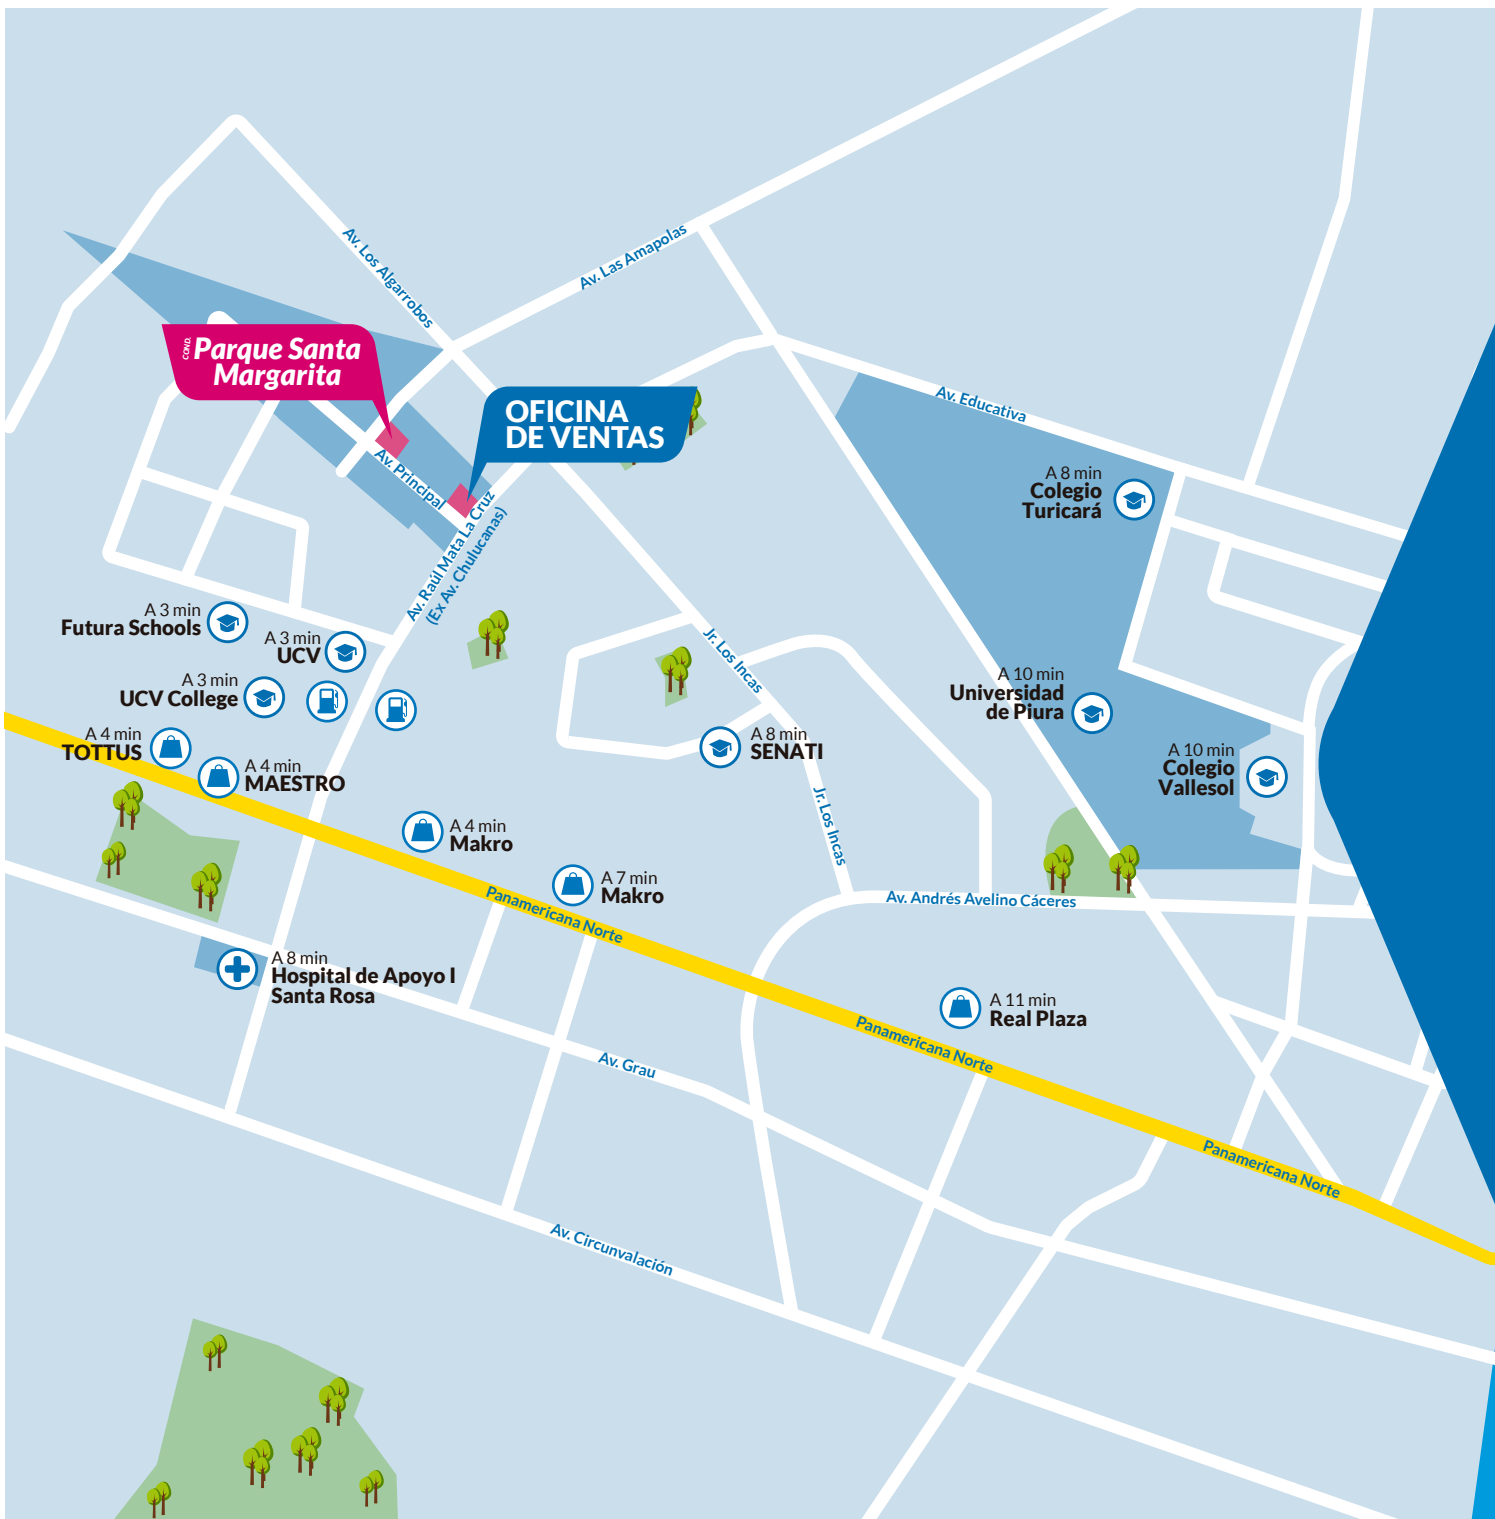 Av. Los Algarrobos
Av. Las Amapolas
COND.
Parque Santa
Margarita
OFICINA
DE VENTAS
Av. Educativa
Av. Principal
Av. Raúl Mata La Cruz
(Ex Av. Chulucanas)
A 8 min
Colegio
Turicará
A 3 min
Futura Schools
A 3 min
UCV
A 3 min
UCV College
Jr. Los Incas
A 10 min
Universidad
de Piura
A 4 min
TOTTUS
A 4 min
MAESTRO
A 8 min
SENATI
A 10 min
Colegio
Vallesol
Jr. Los Incas
A 4 min
Makro
A 7 min
Makro
Av. Andrés Avelino Cáceres
Panamericana Norte
A 8 min
Hospital de Apoyo I
Santa Rosa
A 11 min
Real Plaza
Panamericana Norte
Av. Grau
Panamericana Norte
Av. Circunvalación